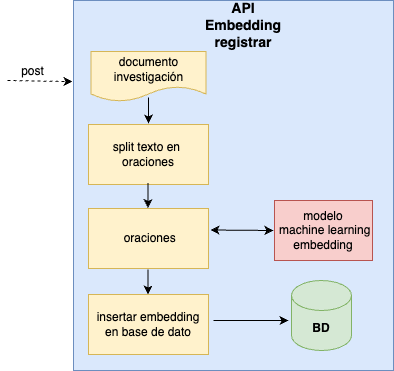 API
Embedding
registrar
post
documento
investigación
split texto en
oraciones
oraciones
modelo
machine learning
embedding
insertar embedding
en base de dato
BD